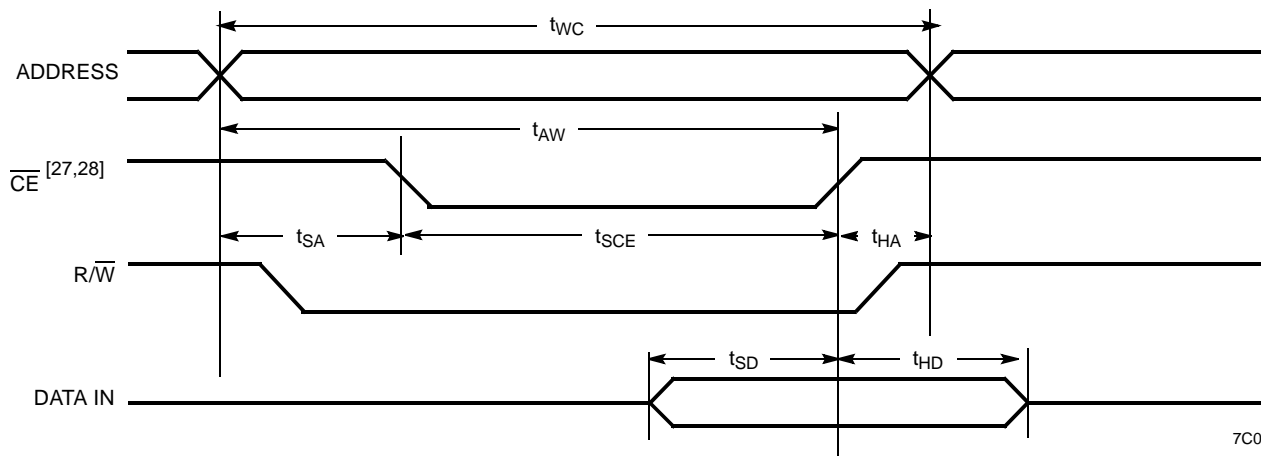 tWC
ADDRESS
tAW
CE [27,28]
tSA
tSCE
tHA
R/W
tSD
tHD
DATA IN
7C0